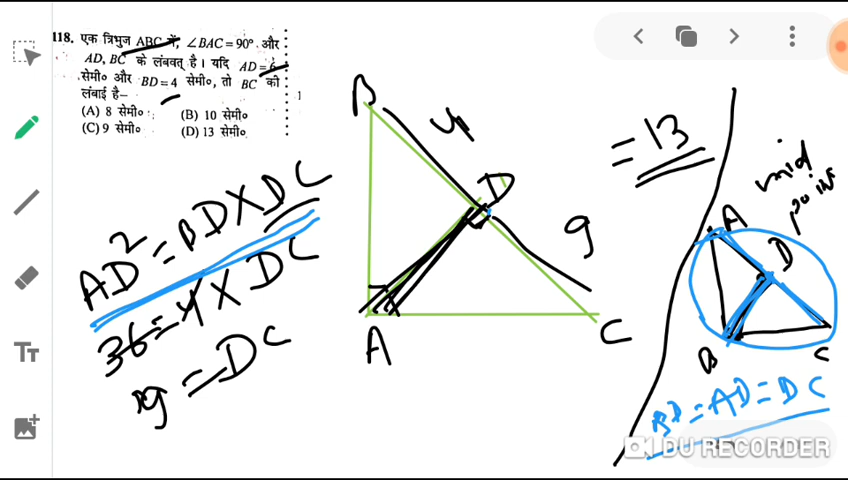 118. एक त्रिभुज ABC में, ∠BAC = 90° और
AD, BC के लंबवत् है। यदि AD = 6
सेमी० और BD = 4 सेमी०, तो BC की
लंबाई है–
(A) 8 सेमी० (B) 10 सेमी०
(C) 9 सेमी० (D) 13 सेमी०
AD² = BD × DC
36 = 4 × DC
9 = DC
B
4
D
9
A
C
= 13
mid
point
A
D
B
C
BD = AD = DC
Tт
DU RECORDER